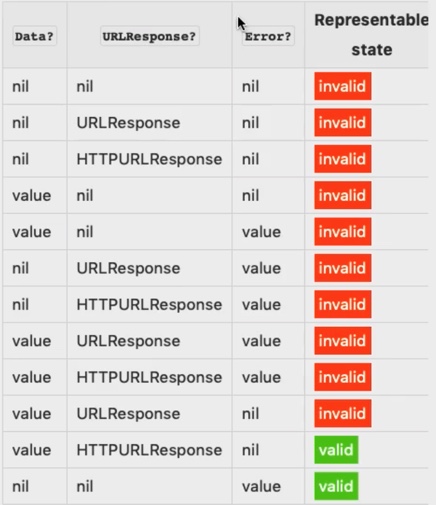 Data? URLResponse? Error? Representable state
nil nil nil invalid
nil URLResponse nil invalid
nil HTTPURLResponse nil invalid
value nil nil invalid
value nil value invalid
nil URLResponse value invalid
nil HTTPURLResponse value invalid
value URLResponse value invalid
value HTTPURLResponse value invalid
value URLResponse nil invalid
value HTTPURLResponse nil valid
nil nil value valid